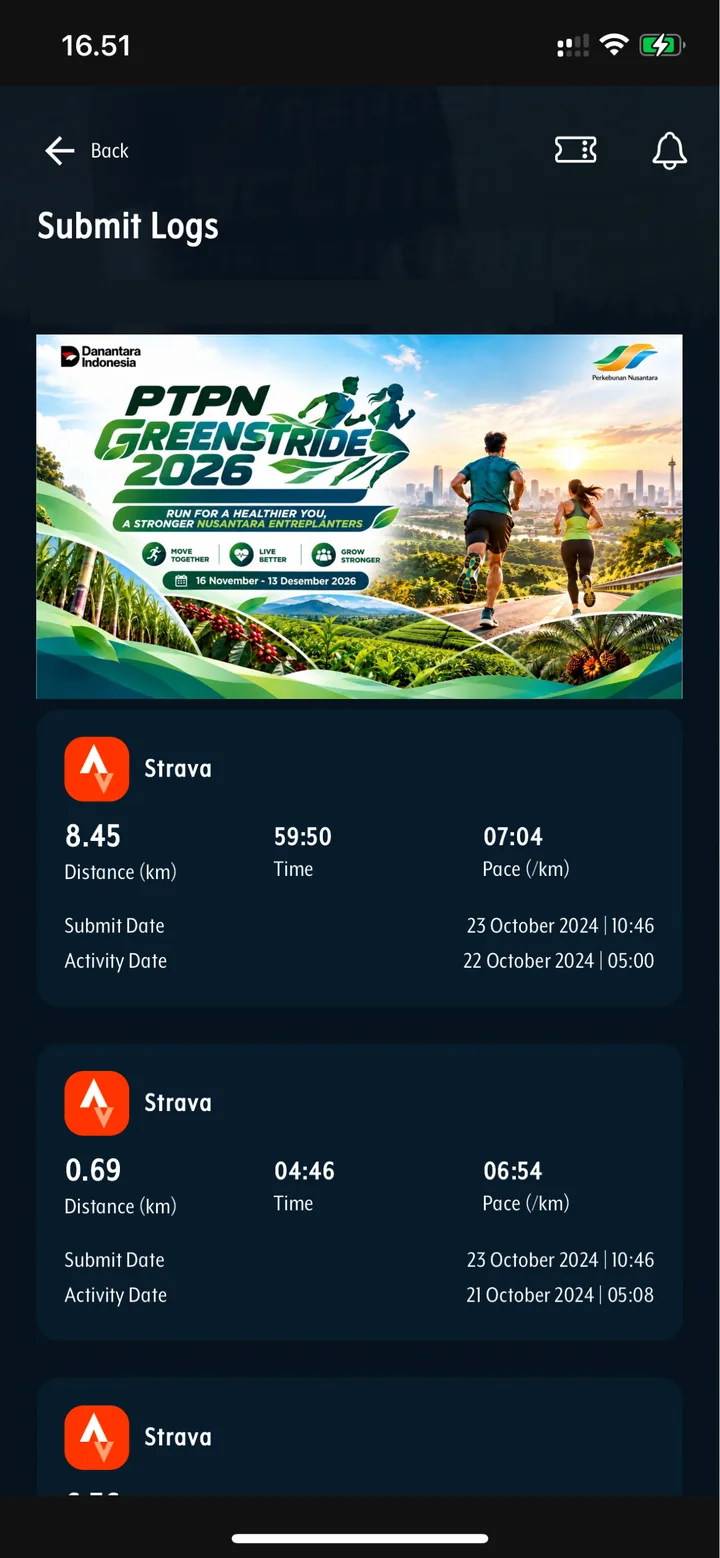 16.51
Back
Submit Logs
Danantara
Indonesia
Perkebunan Nusantara
PTPN
GREENSTRIDE
2026
RUN FOR A HEALTHIER YOU,
A STRONGER NUSANTARA ENTREPLANTERS
MOVE TOGETHER
LIVE BETTER
GROW STRONGER
16 November - 13 Desember 2026
Strava
8.45 59:50 07:04
Distance (km) Time Pace (/km)
Submit Date 23 October 2024 | 10:46
Activity Date 22 October 2024 | 05:00
Strava
0.69 04:46 06:54
Distance (km) Time Pace (/km)
Submit Date 23 October 2024 | 10:46
Activity Date 21 October 2024 | 05:08
Strava